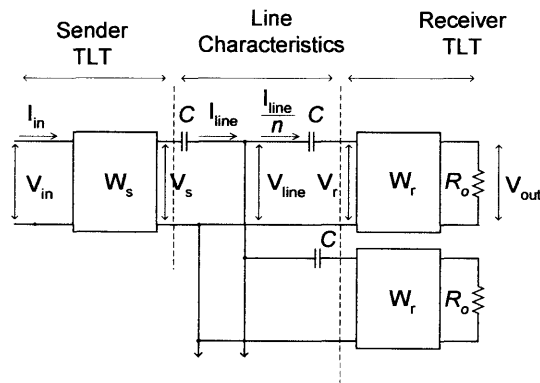 Sender
TLT
Line
Characteristics
Receiver
TLT
I_in
C
I_line
I_line/n
C
V_in
W_s
V_s
V_line
V_r
W_r
R_o
V_out
C
W_r
R_o